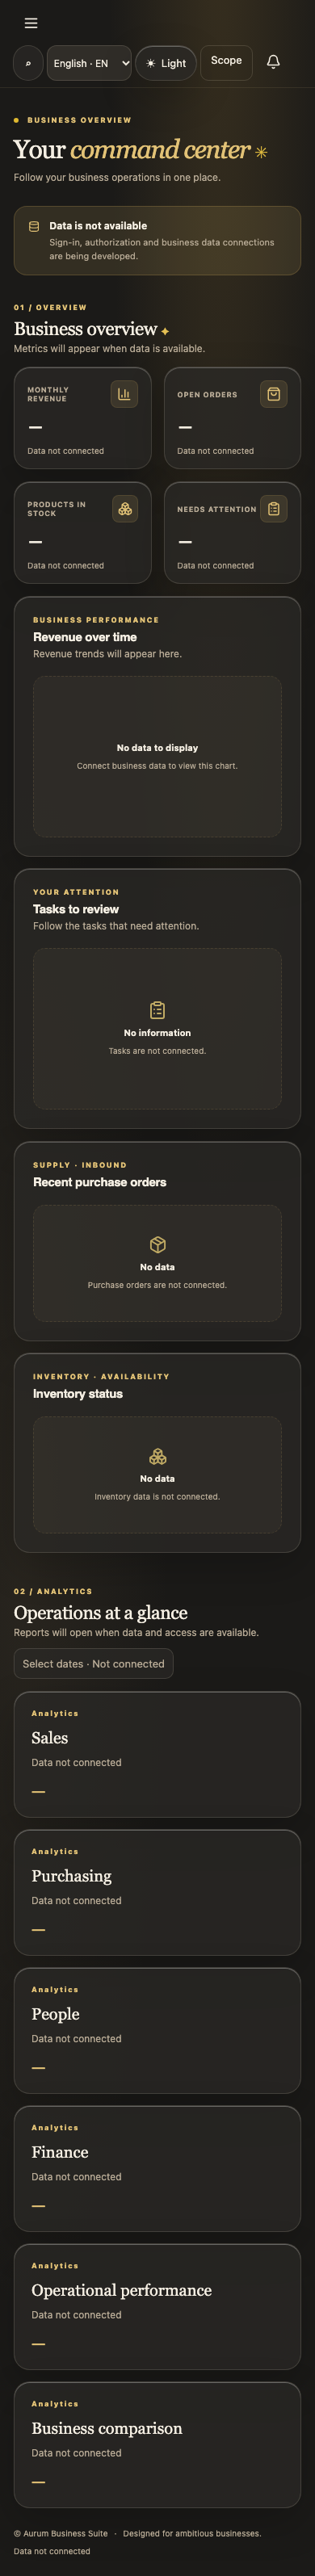 English · EN
☀ Light
Scope
BUSINESS OVERVIEW
Your command center
Follow your business operations in one place.
Data is not available
Sign-in, authorization and business data connections
are being developed.
01 / OVERVIEW
Business overview
Metrics will appear when data is available.
MONTHLY
REVENUE
—
Data not connected
OPEN ORDERS
—
Data not connected
PRODUCTS IN
STOCK
—
Data not connected
NEEDS ATTENTION
—
Data not connected
BUSINESS PERFORMANCE
Revenue over time
Revenue trends will appear here.
No data to display
Connect business data to view this chart.
YOUR ATTENTION
Tasks to review
Follow the tasks that need attention.
No information
Tasks are not connected.
SUPPLY · INBOUND
Recent purchase orders
No data
Purchase orders are not connected.
INVENTORY · AVAILABILITY
Inventory status
No data
Inventory data is not connected.
02 / ANALYTICS
Operations at a glance
Reports will open when data and access are available.
Select dates · Not connected
Analytics
Sales
Data not connected
—
Analytics
Purchasing
Data not connected
—
Analytics
People
Data not connected
—
Analytics
Finance
Data not connected
—
Analytics
Operational performance
Data not connected
—
Analytics
Business comparison
Data not connected
—
© Aurum Business Suite · Designed for ambitious businesses.
Data not connected